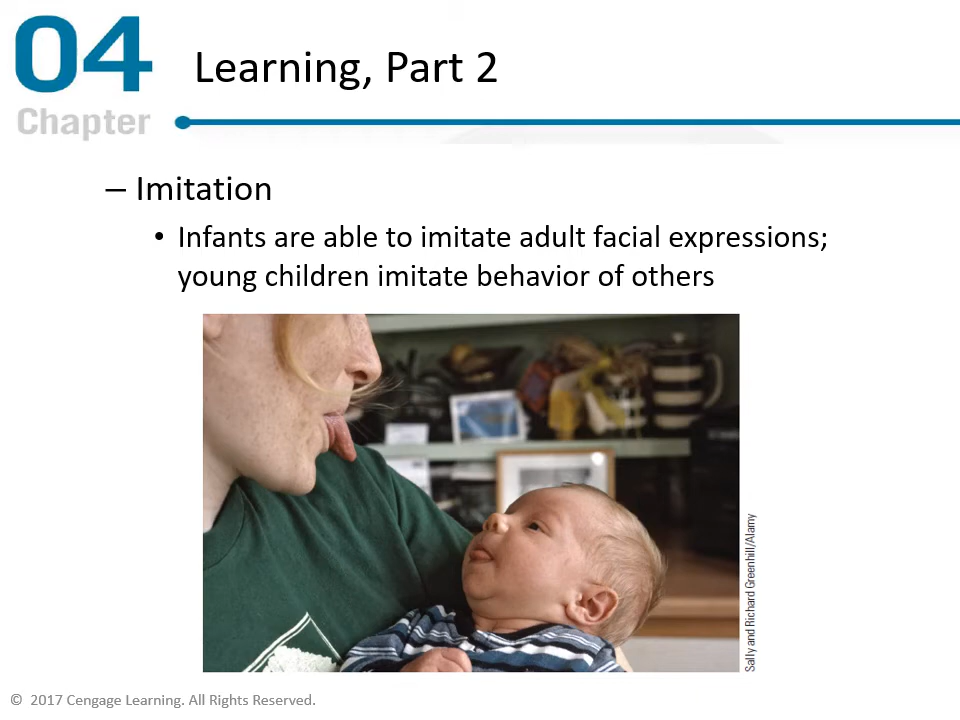 04
Chapter
Learning, Part 2
– Imitation
• Infants are able to imitate adult facial expressions;
young children imitate behavior of others
Sally and Richard Greenhill/Alamy
© 2017 Cengage Learning. All Rights Reserved.